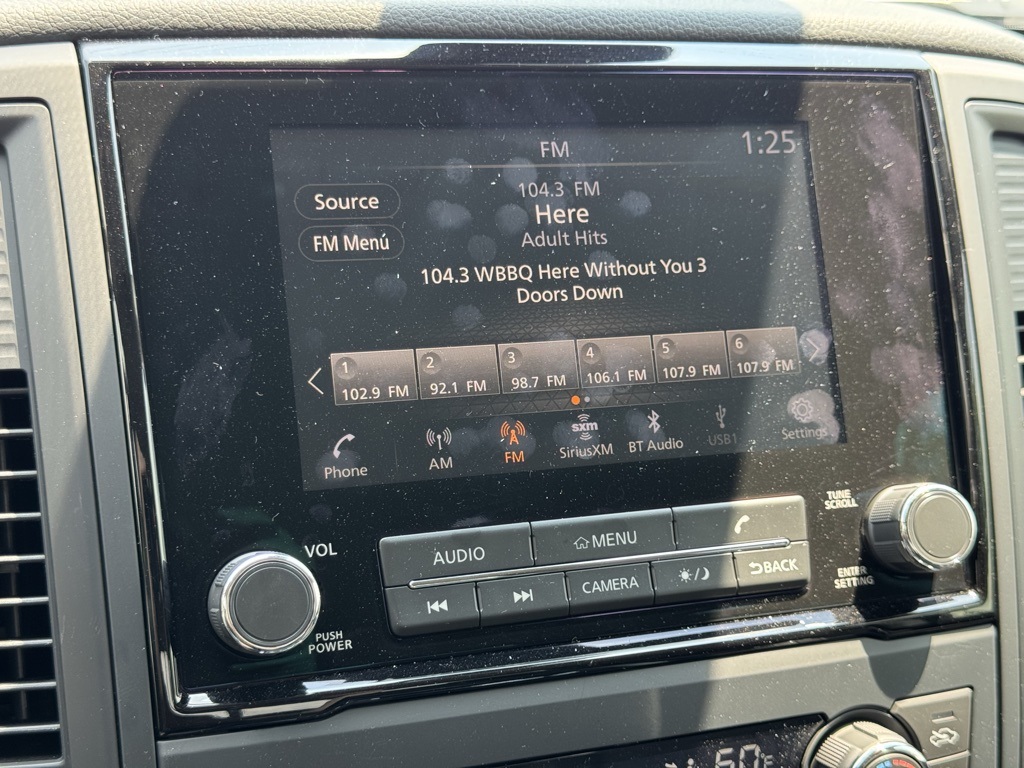 FM
1:25
Source
FM Menú
104.3 FM
Here
Adult Hits
104.3 WBBQ Here Without You 3
Doors Down
1 2 3 4 5 6
102.9 FM 92.1 FM 98.7 FM 106.1 FM 107.9 FM 107.9 FM
Phone
AM
FM
sxm
SiriusXM
BT Audio
USB1
Settings
VOL
PUSH
POWER
AUDIO
MENU
CAMERA
BACK
TUNE
SCROLL
ENTER
SETTING
60